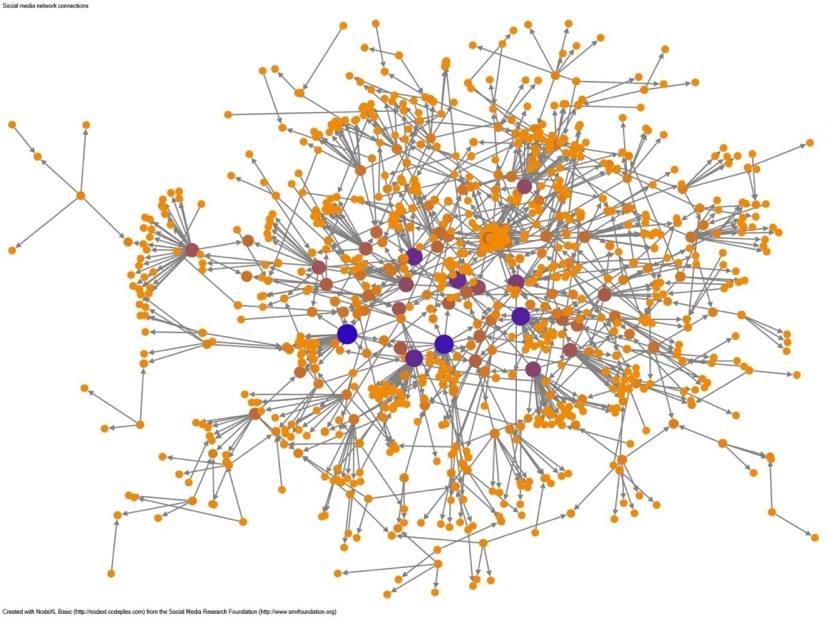 Social media network connections
Created with NodeXL Basic (http://nodexl.codeplex.com) from the Social Media Research Foundation (http://www.smrfoundation.org)